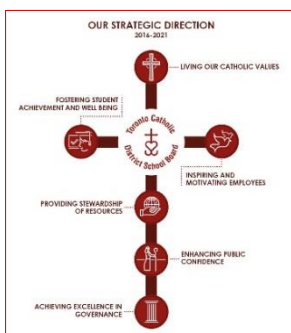 OUR STRATEGIC DIRECTION
2016-2021
LIVING OUR CATHOLIC VALUES
FOSTERING STUDENT
ACHIEVEMENT AND WELL BEING
Toronto Catholic
District School Board
INSPIRING AND
MOTIVATING EMPLOYEES
PROVIDING STEWARDSHIP
OF RESOURCES
ENHANCING PUBLIC
CONFIDENCE
ACHIEVING EXCELLENCE IN
GOVERNANCE